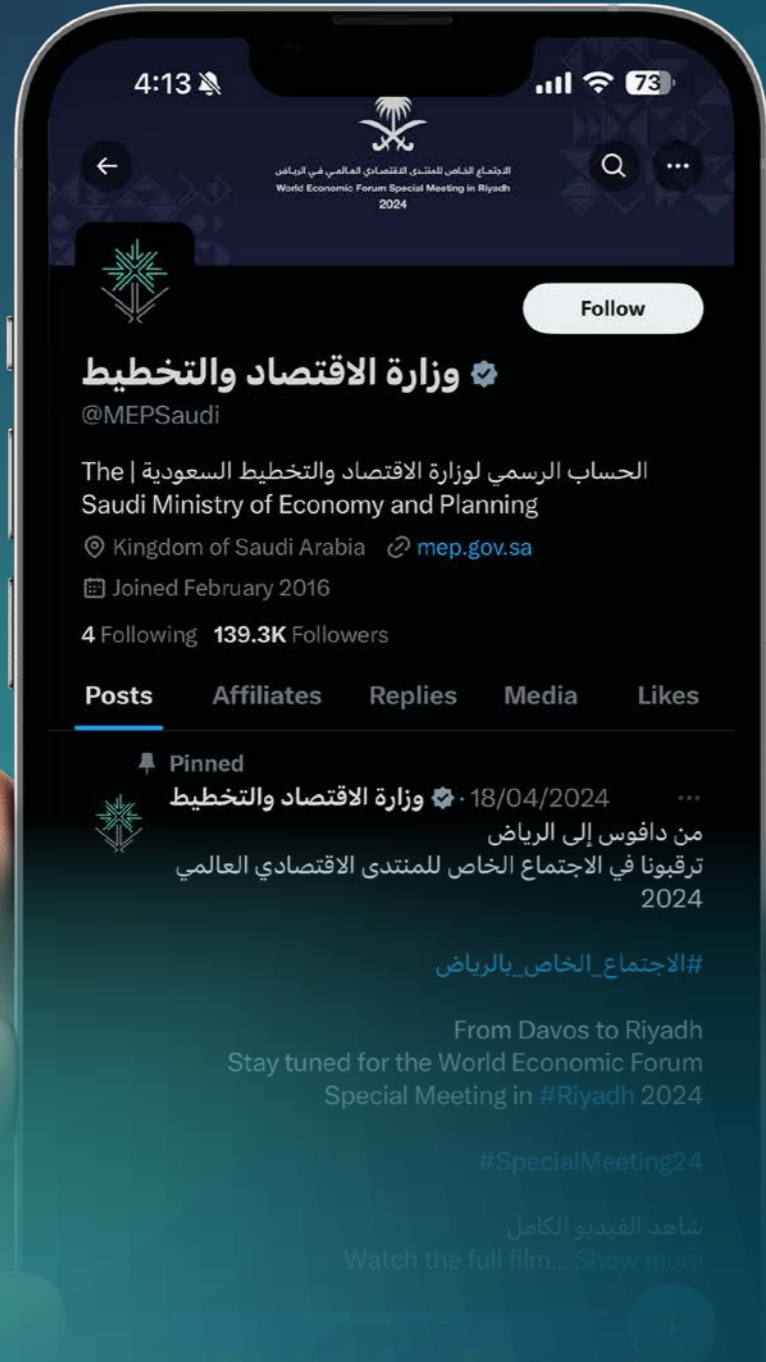 4:13
73
الاجتماع الخاص للمنتدى الاقتصادي العالمي في الرياض
World Economic Forum Special Meeting in Riyadh
2024
Follow
وزارة الاقتصاد والتخطيط
@MEPSaudi
الحساب الرسمي لوزارة الاقتصاد والتخطيط السعودية | The
Saudi Ministry of Economy and Planning
Kingdom of Saudi Arabia mep.gov.sa
Joined February 2016
4 Following 139.3K Followers
Posts Affiliates Replies Media Likes
Pinned
وزارة الاقتصاد والتخطيط · 18/04/2024
من دافوس إلى الرياض
ترقبونا في الاجتماع الخاص للمنتدى الاقتصادي العالمي
2024
#الاجتماع_الخاص_بالرياض
From Davos to Riyadh
Stay tuned for the World Economic Forum
Special Meeting in #Riyadh 2024
#SpecialMeeting24
شاهد الفيديو الكامل
Watch the full film... Show more